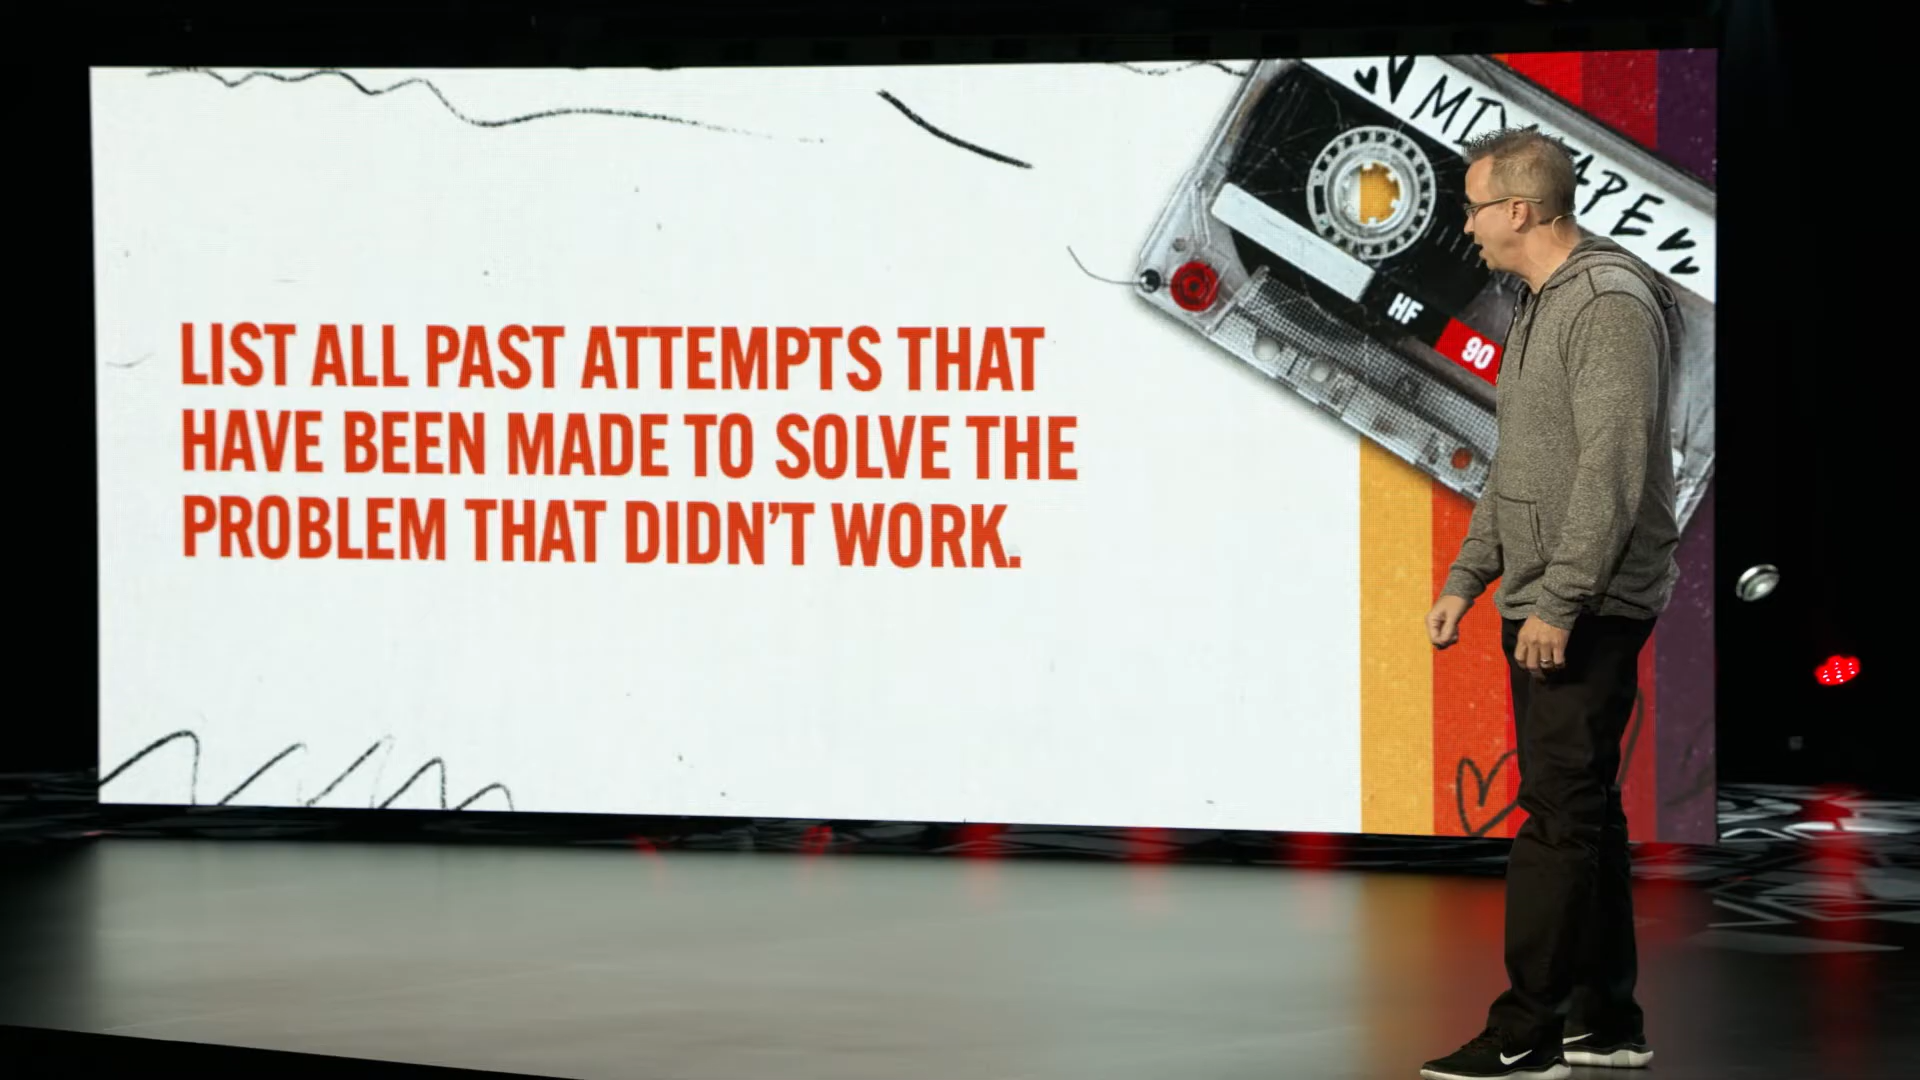 LIST ALL PAST ATTEMPTS THAT
HAVE BEEN MADE TO SOLVE THE
PROBLEM THAT DIDN'T WORK.
HF
90